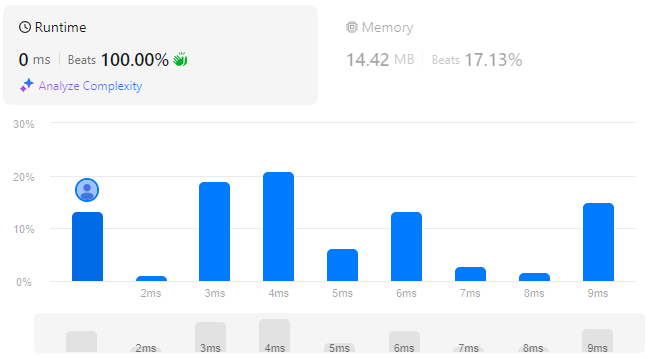 Runtime
Memory
0 ms | Beats 100.00%
14.42 MB | Beats 17.13%
Analyze Complexity
30%
20%
10%
0%
2ms 3ms 4ms 5ms 6ms 7ms 8ms 9ms
2ms 3ms 4ms 5ms 6ms 7ms 8ms 9ms